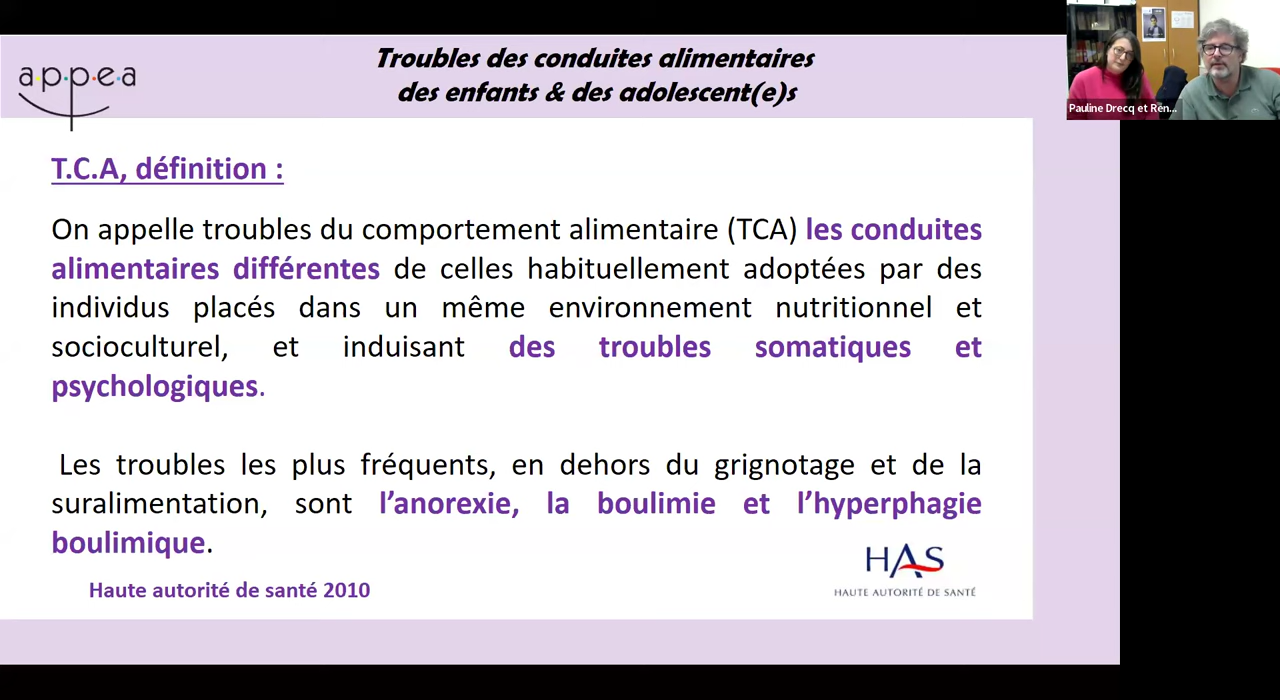 Troubles des conduites alimentaires
des enfants & des adolescent(e)s
a·p·p·e·a
Pauline Drecq et Ren...
T.C.A, définition :
On appelle troubles du comportement alimentaire (TCA) les conduites
alimentaires différentes de celles habituellement adoptées par des
individus placés dans un même environnement nutritionnel et
socioculturel, et induisant des troubles somatiques et
psychologiques.
Les troubles les plus fréquents, en dehors du grignotage et de la
suralimentation, sont l’anorexie, la boulimie et l’hyperphagie
boulimique.
Haute autorité de santé 2010
HAS
HAUTE AUTORITÉ DE SANTÉ